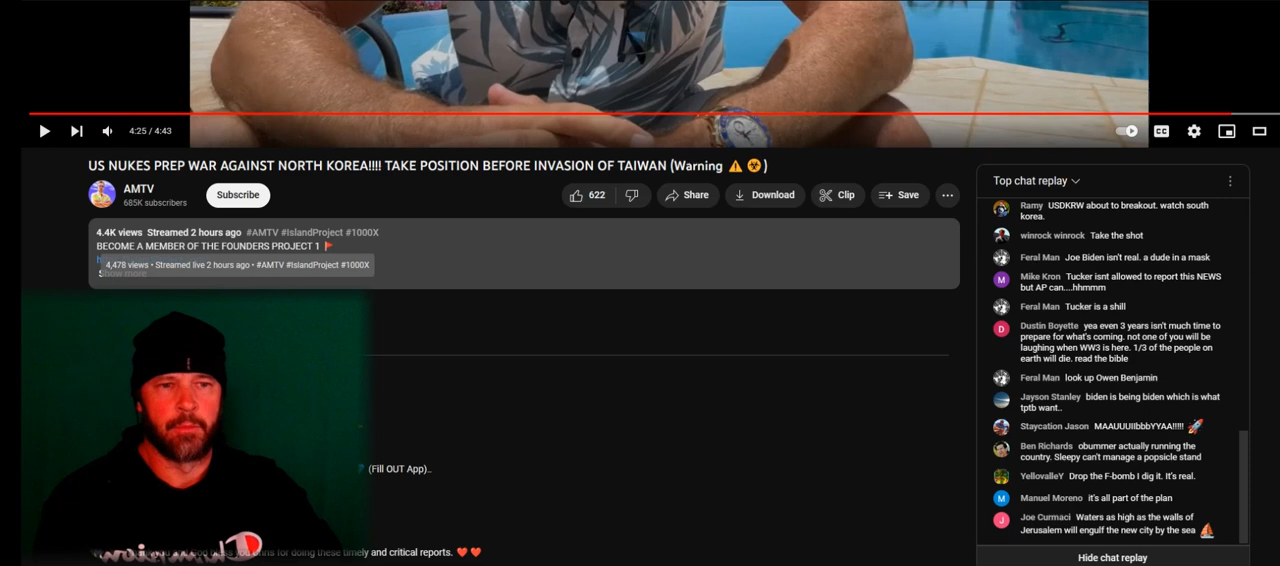 4:25 / 4:43
CC
US NUKES PREP WAR AGAINST NORTH KOREA!!!! TAKE POSITION BEFORE INVASION OF TAIWAN (Warning ⚠️ ☣️)
AMTV
685K subscribers
Subscribe
622
Share
Download
Clip
Save
4.4K views Streamed 2 hours ago #AMTV #IslandProject #1000X
BECOME A MEMBER OF THE FOUNDERS PROJECT 1 🚩
4,478 views • Streamed live 2 hours ago • #AMTV #IslandProject #1000X
Show more
(Fill OUT App)..
for doing these timely and critical reports. ❤️ ❤️
Top chat replay
Ramy USDKRW about to breakout. watch south
korea.
winrock winrock Take the shot
Feral Man Joe Biden isn't real. a dude in a mask
M
Mike Kron Tucker isnt allowed to report this NEWS
but AP can....hhmmm
Feral Man Tucker is a shill
D
Dustin Boyette yea even 3 years isn't much time to
prepare for what's coming. not one of you will be
laughing when WW3 is here. 1/3 of the people on
earth will die. read the bible
Feral Man look up Owen Benjamin
Jayson Stanley biden is being biden which is what
tptb want..
Staycation Jason MAAUUUIIbbbYYAA!!!!! 🚀
Ben Richards obummer actually running the
country. Sleepy can't manage a popsicle stand
YellovalleY Drop the F-bomb I dig it. It's real.
M
Manuel Moreno it's all part of the plan
J
Joe Curmaci Waters as high as the walls of
Jerusalem will engulf the new city by the sea ⛵
Hide chat replay